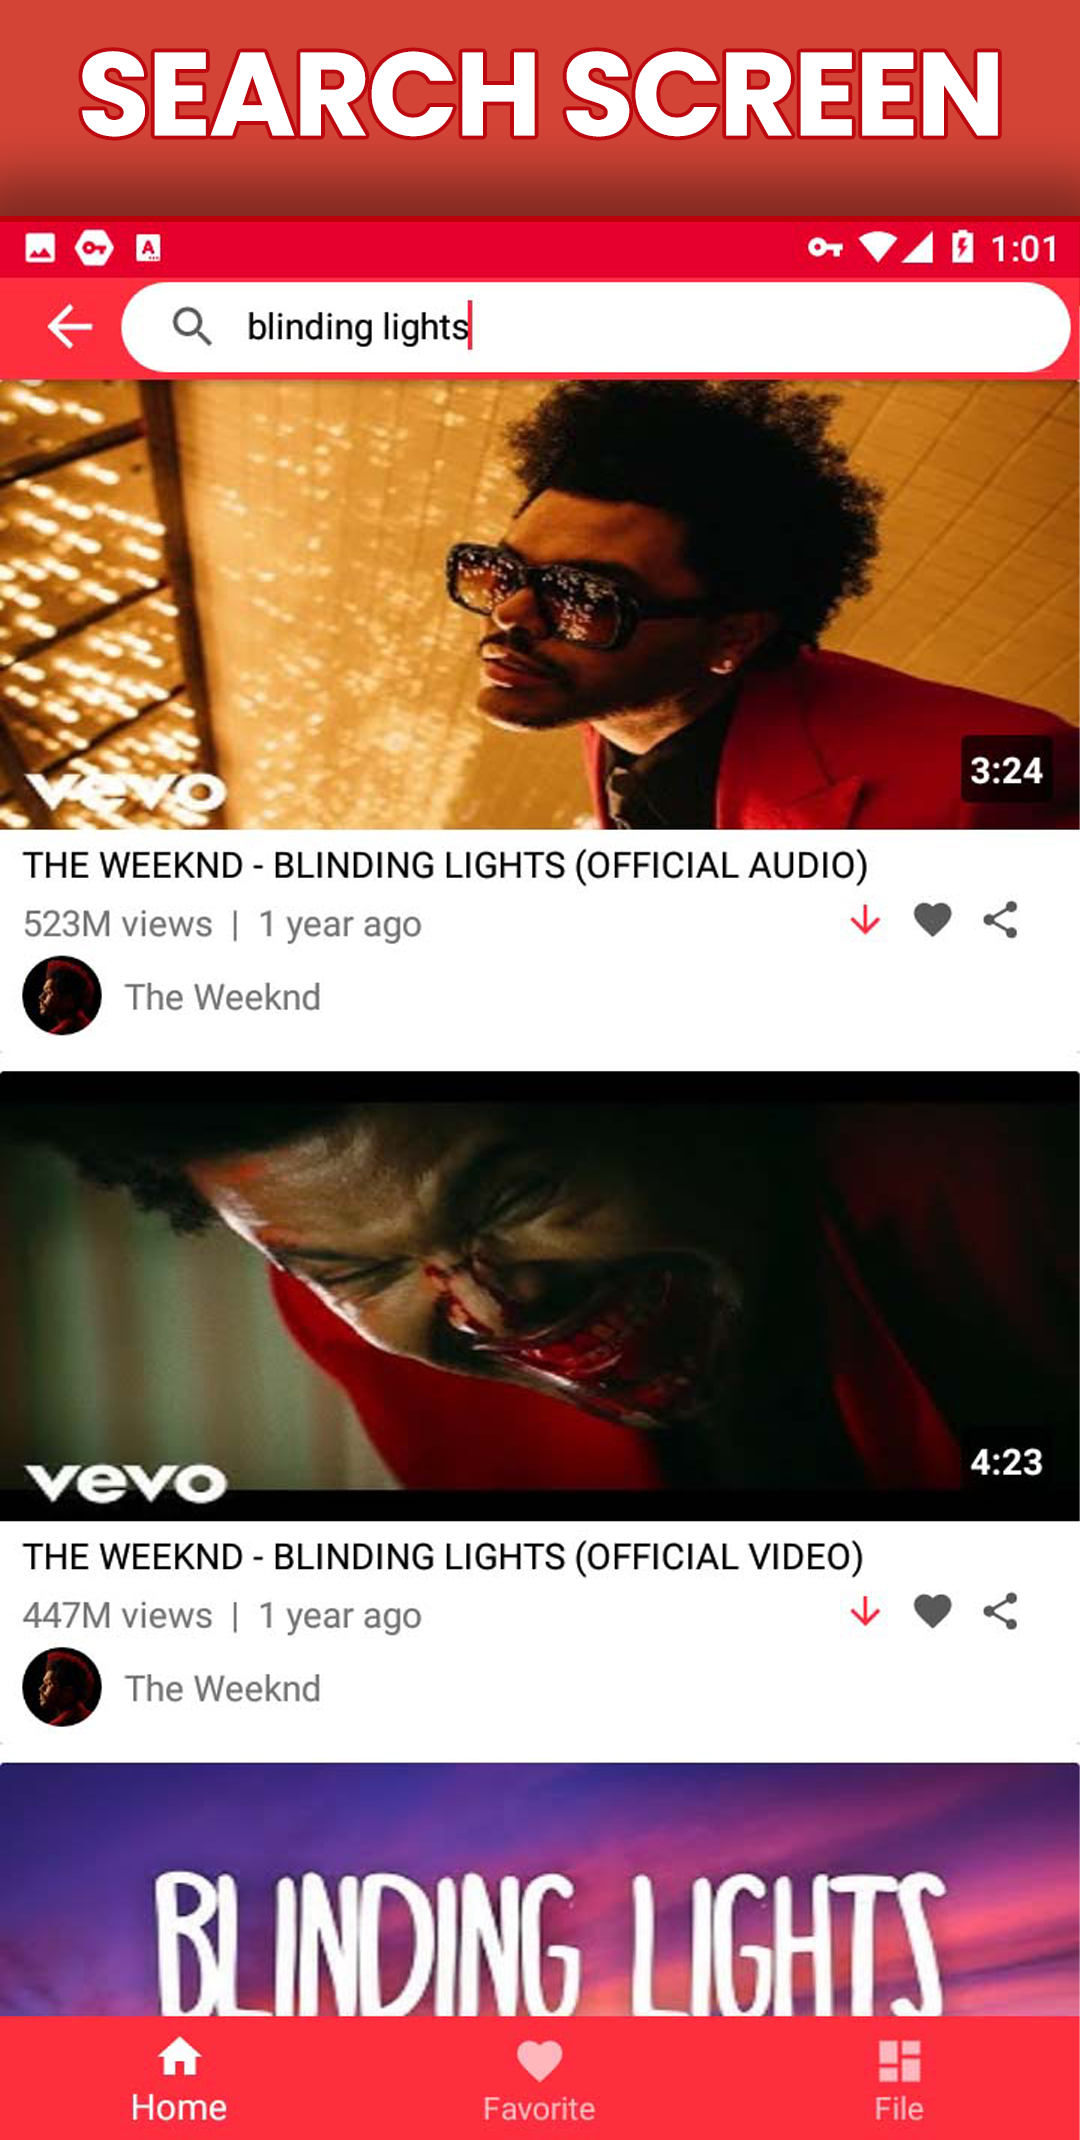 SEARCH SCREEN
A
1:01
blinding lights
vevo
3:24
THE WEEKND - BLINDING LIGHTS (OFFICIAL AUDIO)
523M views | 1 year ago
The Weeknd
vevo
4:23
THE WEEKND - BLINDING LIGHTS (OFFICIAL VIDEO)
447M views | 1 year ago
The Weeknd
BLINDING LIGHTS
Home Favorite File